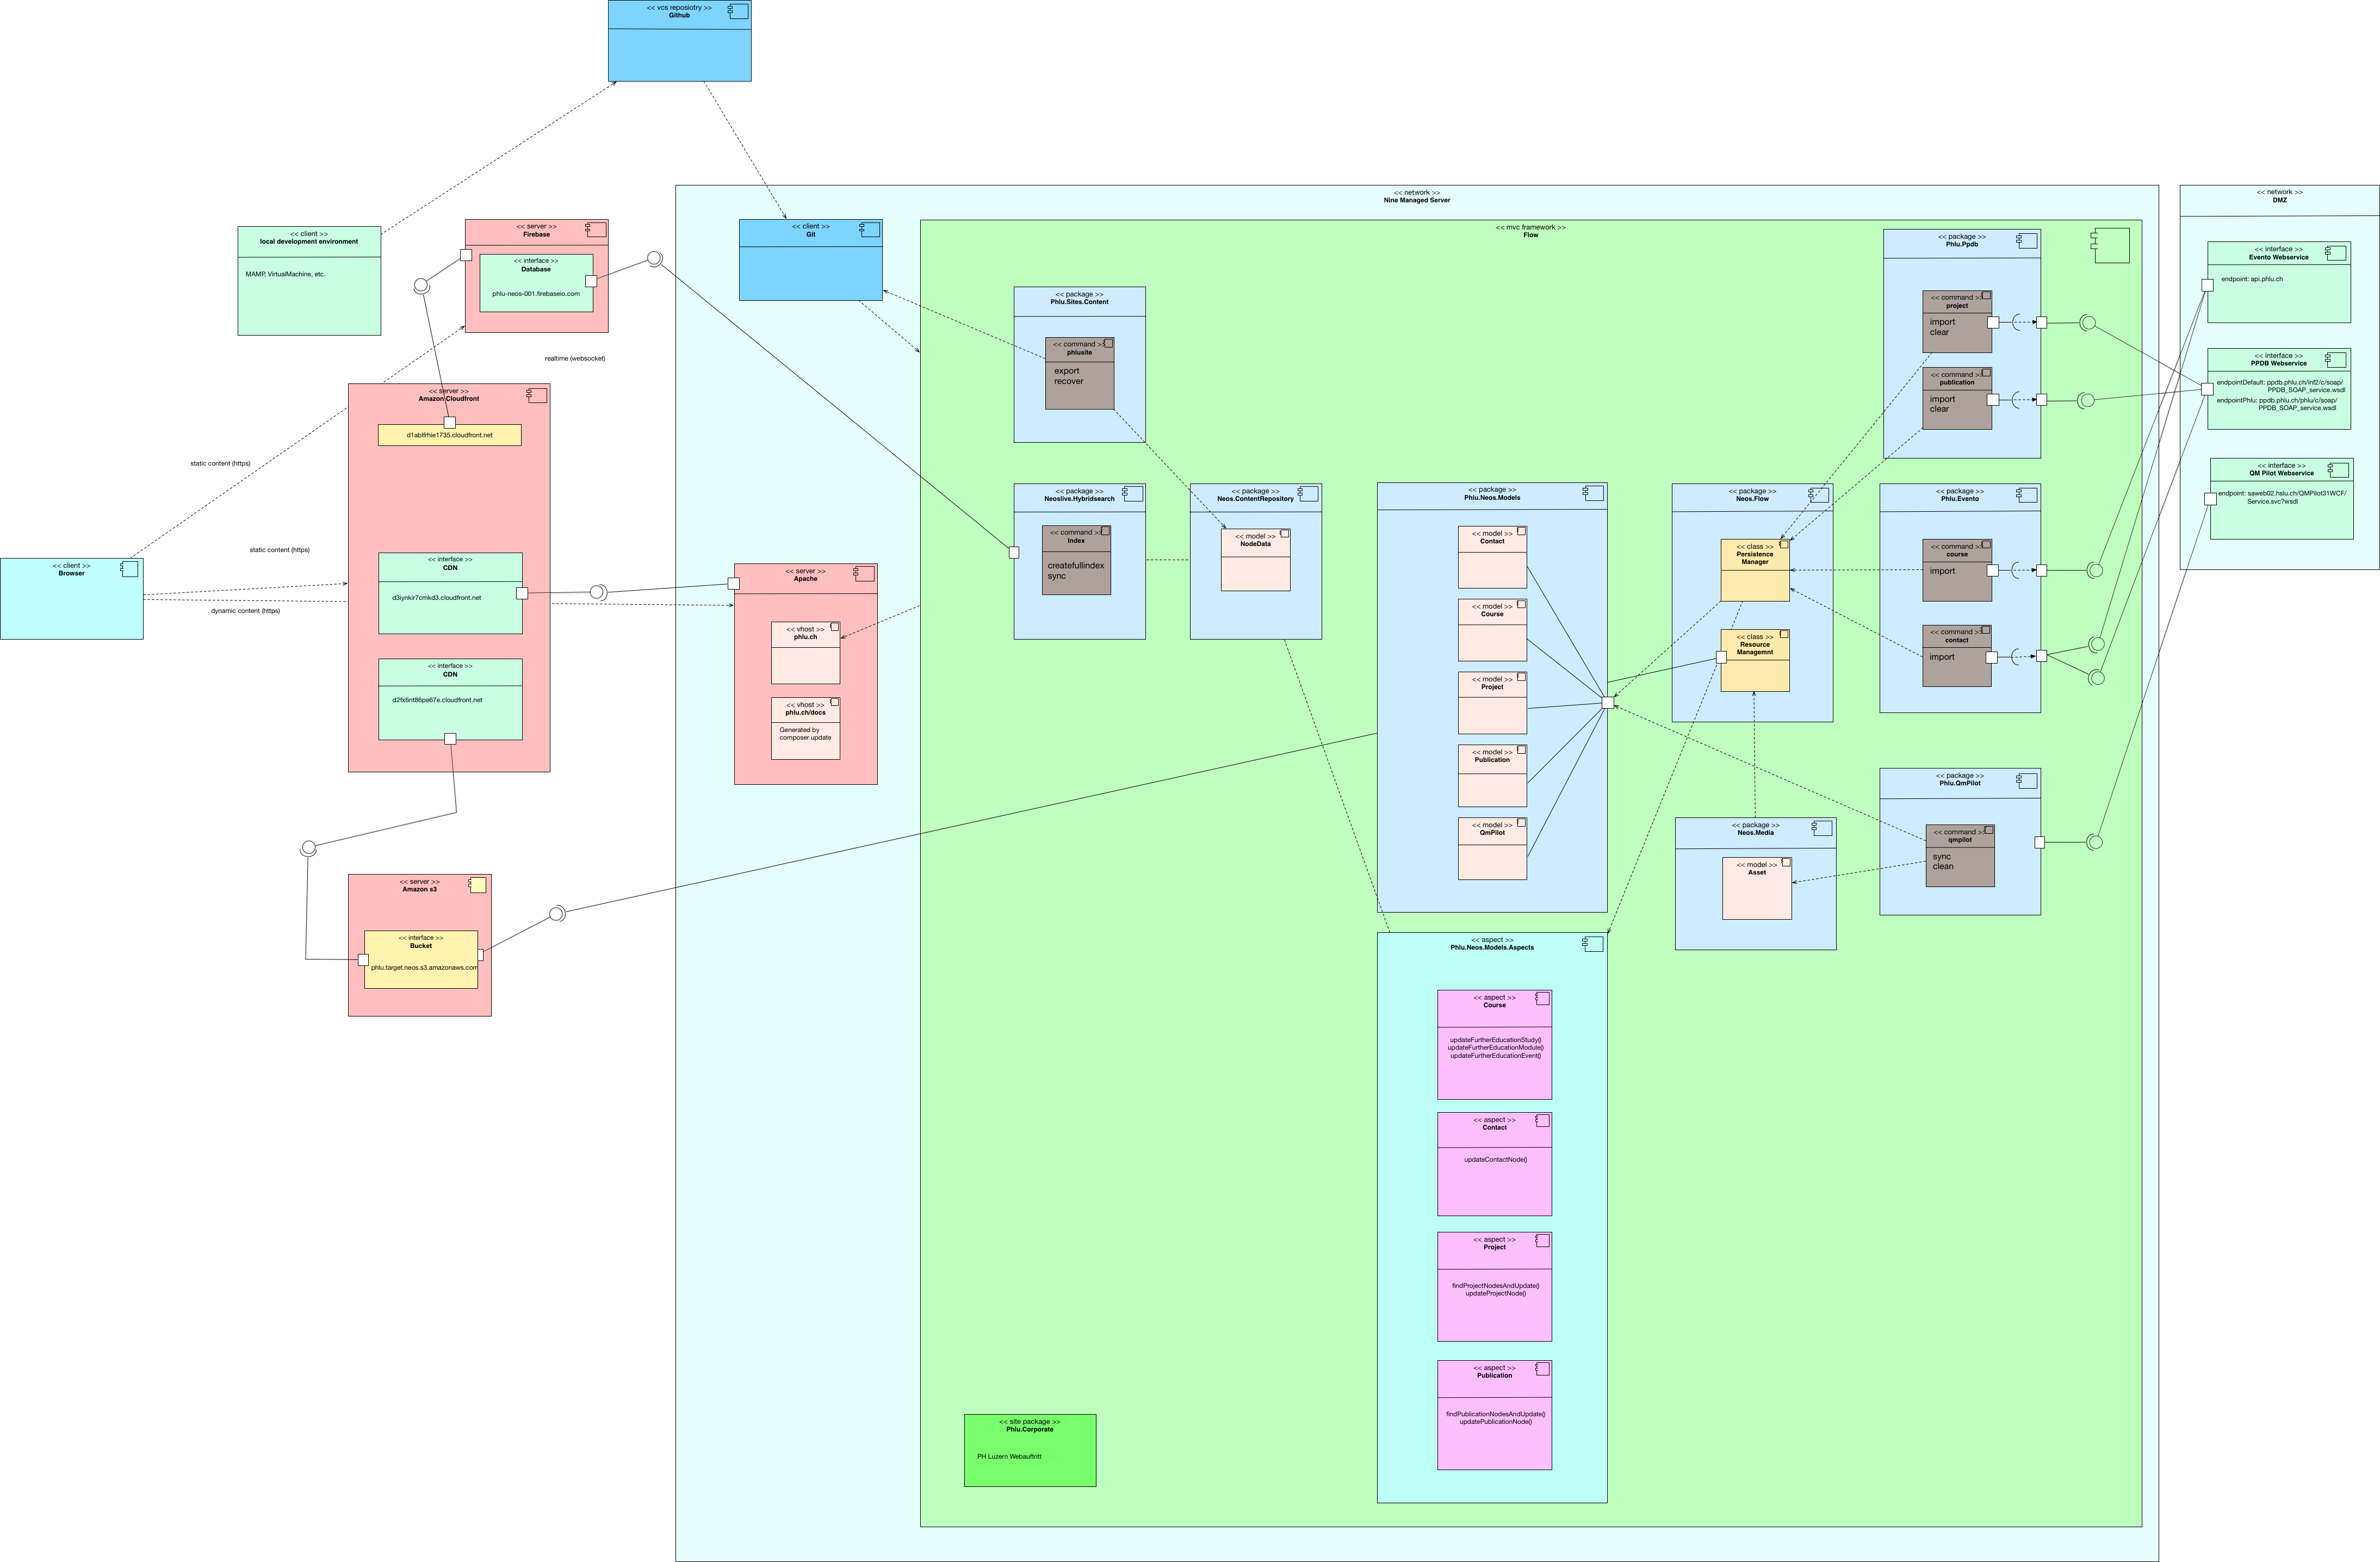 << vcs reposiotry >>
Github
<< network >>
Nine Managed Server
<< network >>
DMZ
<< client >>
local development environment
MAMP, VirtualMachine, etc.
<< server >>
Firebase
<< interface >>
Database
phlu-neos-001.firebaseio.com
<< client >>
Git
<< mvc framework >>
Flow
<< package >>
Phlu.Ppdb
<< command >>
project
import
clear
<< command >>
publication
import
clear
<< interface >>
Evento Webservice
endpoint: api.phlu.ch
<< interface >>
PPDB Webservice
endpointDefault: ppdb.phlu.ch/inf2/c/soap/
PPDB_SOAP_service.wsdl
endpointPhlu: ppdb.phlu.ch/phlu/c/soap/
PPDB_SOAP_service.wsdl
<< interface >>
QM Pilot Webservice
endpoint: saweb02.hslu.ch/QMPilot31WCF/
Service.svc?wsdl
<< package >>
Phlu.Sites.Content
<< command >>
phlusite
export
recover
realtime (websocket)
<< server >>
Amazon Cloudfront
d1ablfrhie1735.cloudfront.net
static content (https)
static content (https)
dynamic content (https)
<< client >>
Browser
<< interface >>
CDN
d3iynkir7cmkd3.cloudfront.net
<< interface >>
CDN
d2fx6nt86pe67e.cloudfront.net
<< server >>
Apache
<< vhost >>
phlu.ch
<< vhost >>
phlu.ch/docs
Generated by
composer update
<< package >>
Neoslive.Hybridsearch
<< command >>
Index
createfullindex
sync
<< package >>
Neos.ContentRepository
<< model >>
NodeData
<< package >>
Phlu.Neos.Models
<< model >>
Contact
<< model >>
Course
<< model >>
Project
<< model >>
Publication
<< model >>
QmPilot
<< package >>
Neos.Flow
<< class >>
Persistence
Manager
<< class >>
Resource
Managemnt
<< package >>
Phlu.Evento
<< command >>
course
import
<< command >>
contact
import
<< package >>
Phlu.QmPilot
<< command >>
qmpilot
sync
clean
<< package >>
Neos.Media
<< model >>
Asset
<< server >>
Amazon s3
<< interface >>
Bucket
phlu.target.neos.s3.amazonaws.com
<< aspect >>
Phlu.Neos.Models.Aspects
<< aspect >>
Course
updateFurtherEducationStudy()
updateFurtherEducationModule()
updateFurtherEducationEvent()
<< aspect >>
Contact
updateContactNode()
<< aspect >>
Project
findProjectNodesAndUpdate()
updateProjectNode()
<< aspect >>
Publication
findPublicationNodesAndUpdate()
updatePublicationNode()
<< site package >>
Phlu.Corporate
PH Luzern Webauftritt